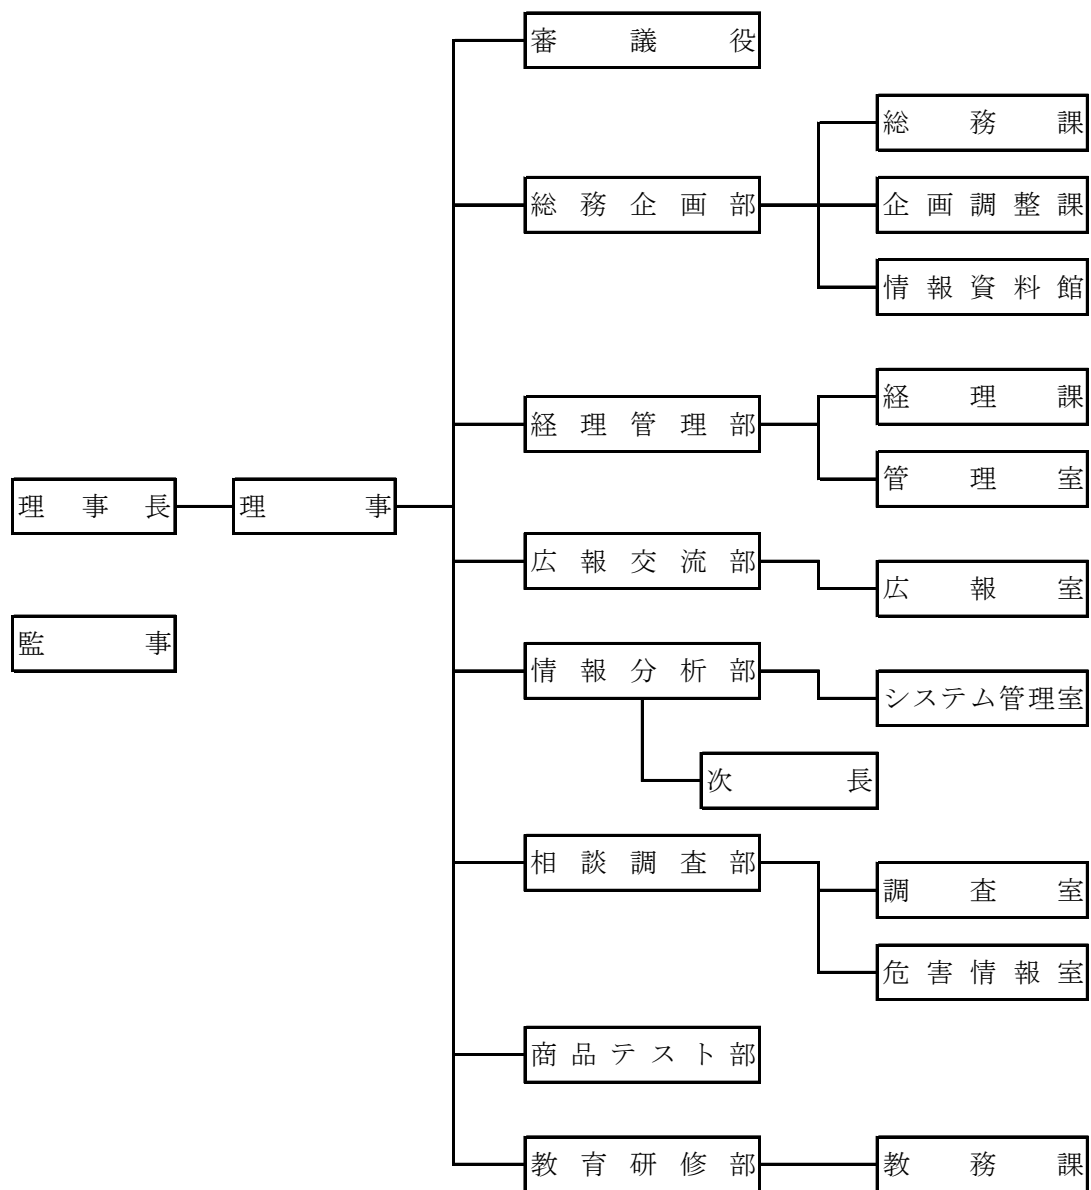 審議役
総務課
総務企画部
企画調整課
情報資料館
経理課
経理管理部
管理室
理事長
理事
広報交流部
広報室
監事
情報分析部
システム管理室
次長
相談調査部
調査室
危害情報室
商品テスト部
教育研修部
教務課